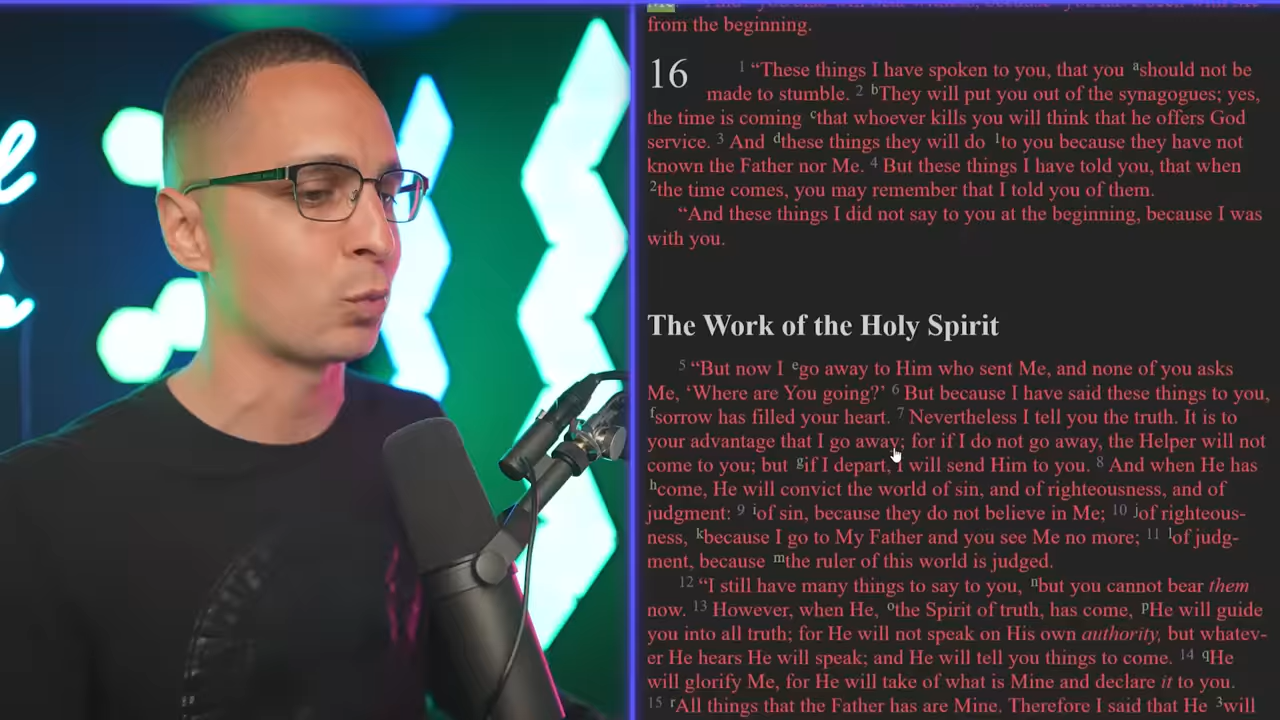 from the beginning.
16
1 “These things I have spoken to you, that you ashould not be
made to stumble. 2 bThey will put you out of the synagogues; yes,
the time is coming cthat whoever kills you will think that he offers God
service. 3 And dthese things they will do 1to you because they have not
known the Father nor Me. 4 But these things I have told you, that when
2the time comes, you may remember that I told you of them.
“And these things I did not say to you at the beginning, because I was
with you.
The Work of the Holy Spirit
5 “But now I ego away to Him who sent Me, and none of you asks
Me, ‘Where are You going?’ 6 But because I have said these things to you,
fsorrow has filled your heart. 7 Nevertheless I tell you the truth. It is to
your advantage that I go away; for if I do not go away, the Helper will not
come to you; but gif I depart, I will send Him to you. 8 And when He has
hcome, He will convict the world of sin, and of righteousness, and of
judgment: 9 iof sin, because they do not believe in Me; 10 jof righteous-
ness, kbecause I go to My Father and you see Me no more; 11 lof judg-
ment, because mthe ruler of this world is judged.
12 “I still have many things to say to you, nbut you cannot bear them
now. 13 However, when He, othe Spirit of truth, has come, pHe will guide
you into all truth; for He will not speak on His own authority, but whatev-
er He hears He will speak; and He will tell you things to come. 14 qHe
will glorify Me, for He will take of what is Mine and declare it to you.
15 rAll things that the Father has are Mine. Therefore I said that He 3will